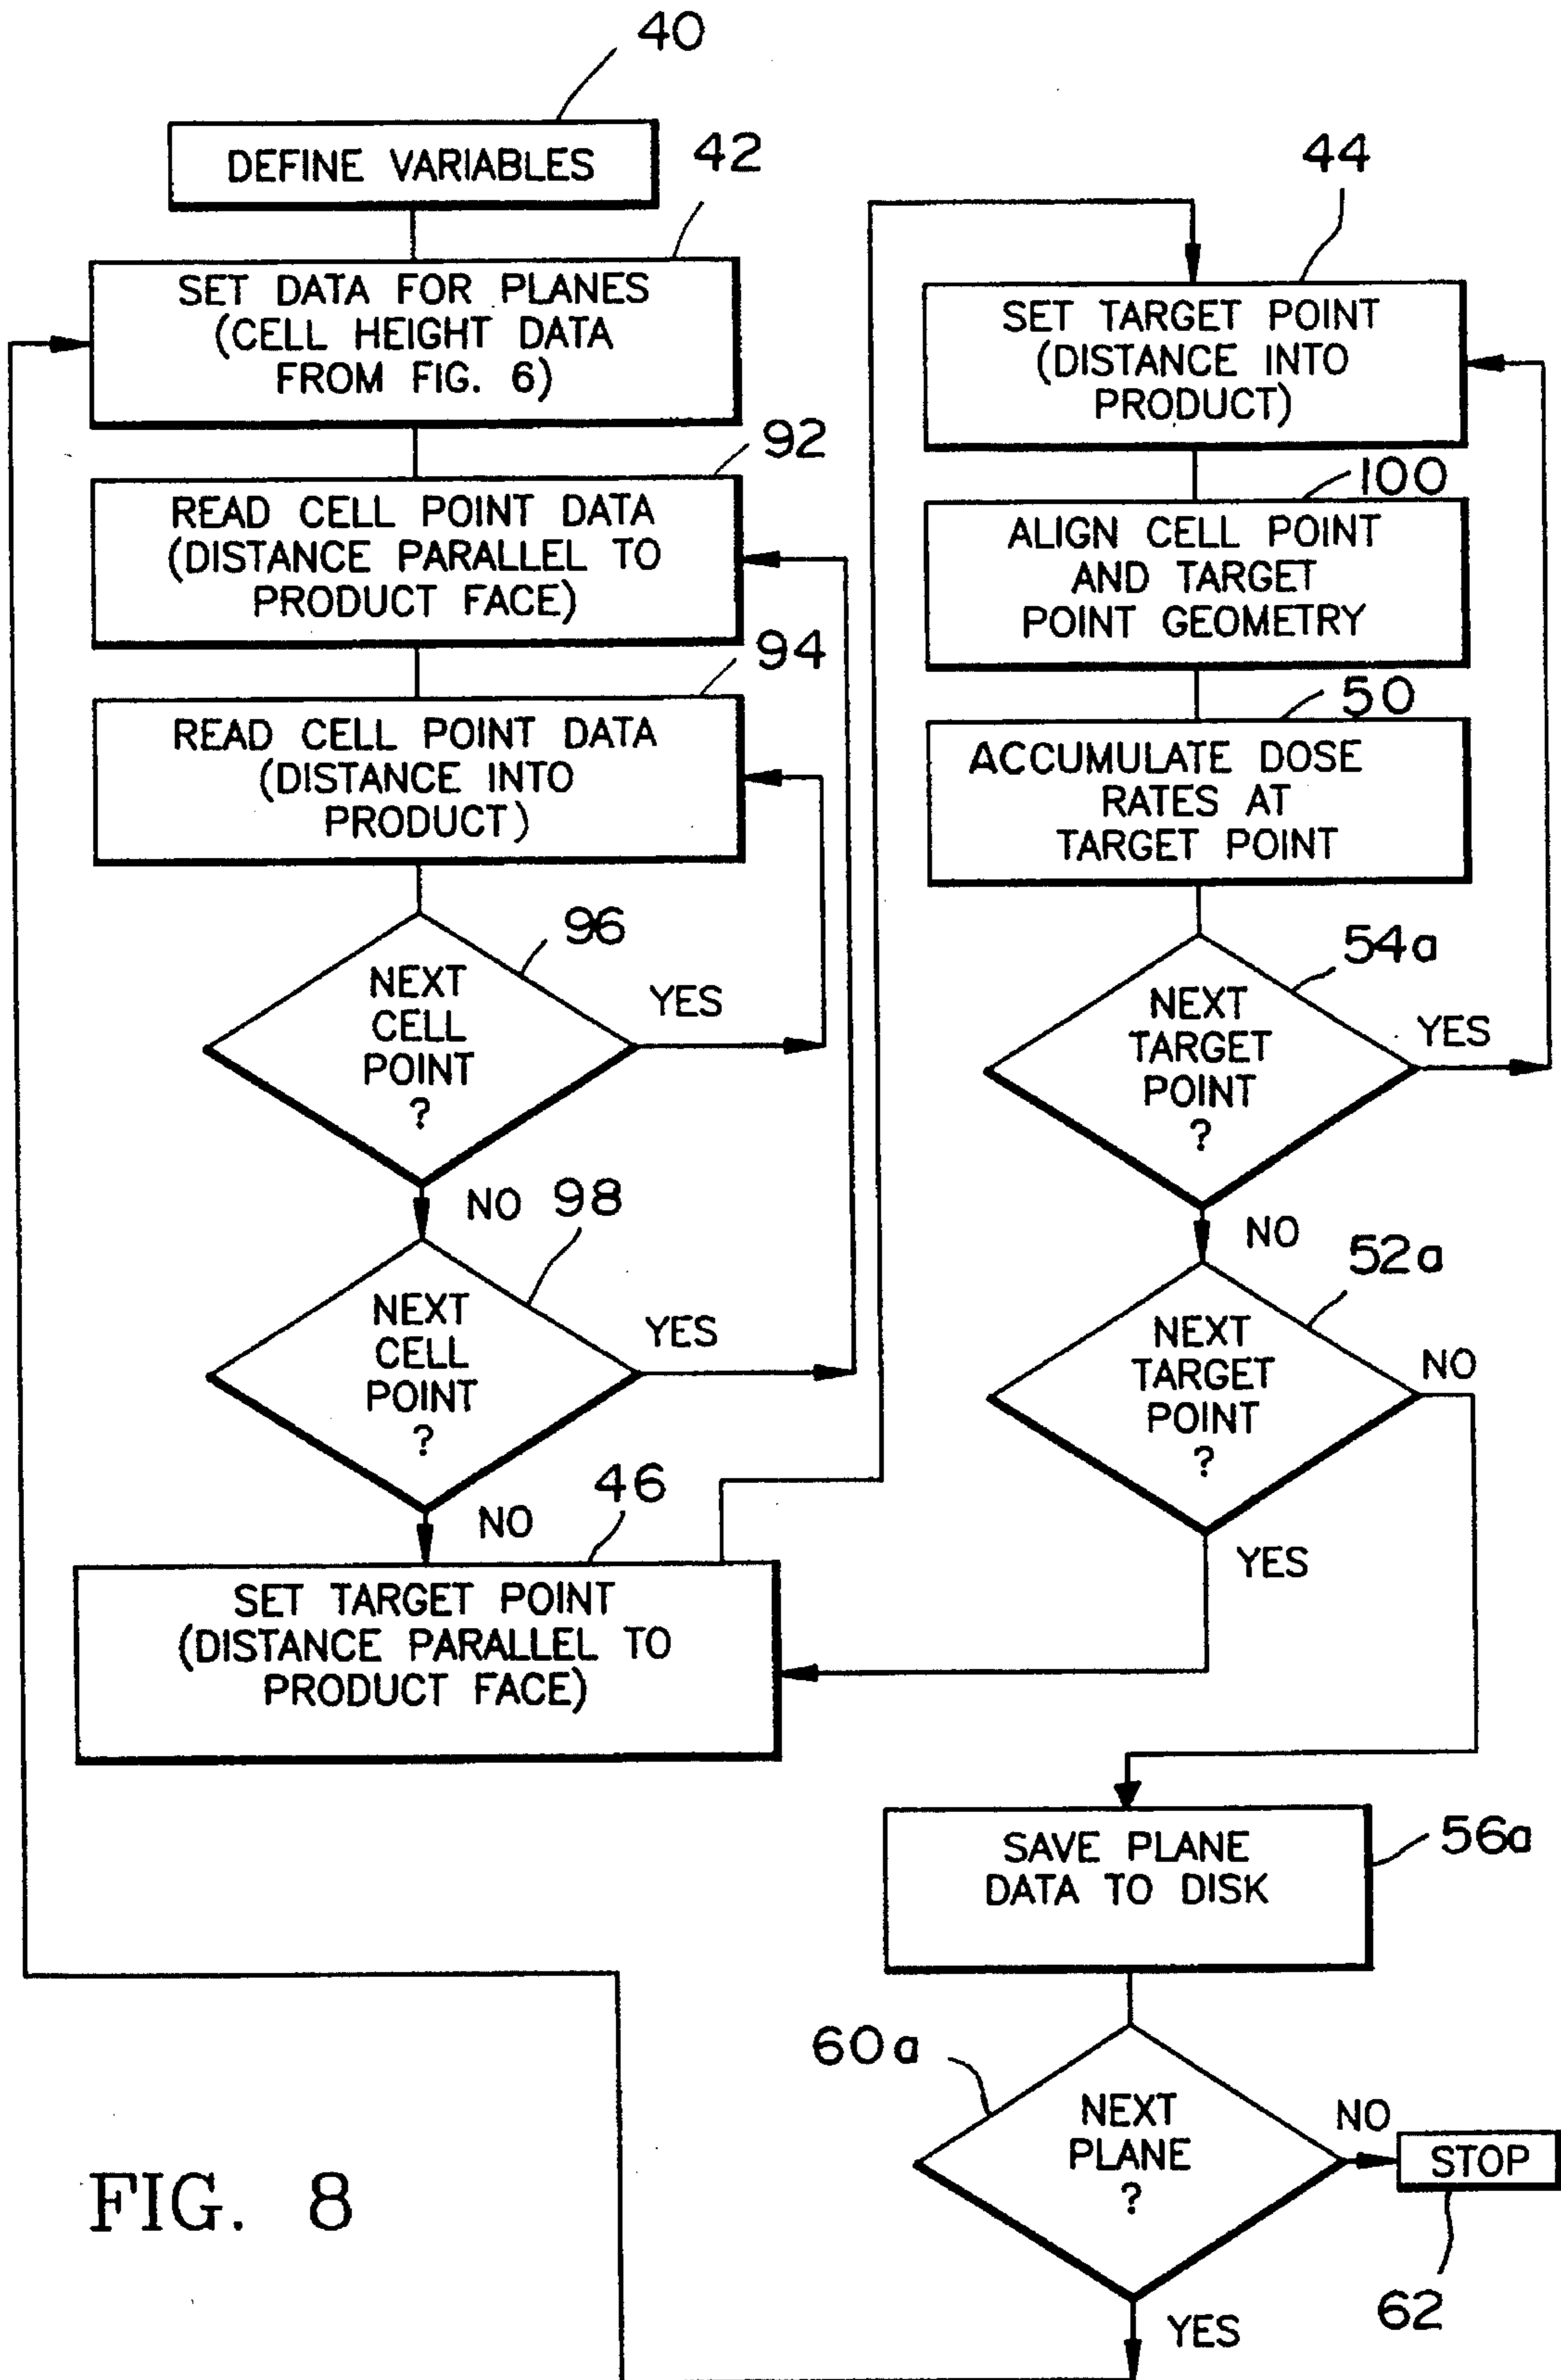 40
DEFINE VARIABLES
42
SET DATA FOR PLANES
(CELL HEIGHT DATA
FROM FIG. 6)
92
READ CELL POINT DATA
(DISTANCE PARALLEL TO
PRODUCT FACE)
94
READ CELL POINT DATA
(DISTANCE INTO
PRODUCT)
96
NEXT
CELL
POINT
?
YES
NO
98
NEXT
CELL
POINT
?
YES
NO
46
SET TARGET POINT
(DISTANCE PARALLEL TO
PRODUCT FACE)
44
SET TARGET POINT
(DISTANCE INTO
PRODUCT)
100
ALIGN CELL POINT
AND TARGET
POINT GEOMETRY
50
ACCUMULATE DOSE
RATES AT
TARGET POINT
54a
NEXT
TARGET
POINT
?
YES
NO
52a
NEXT
TARGET
POINT
?
NO
YES
SAVE PLANE
DATA TO DISK
56a
60a
NEXT
PLANE
?
NO
STOP
62
YES
FIG. 8